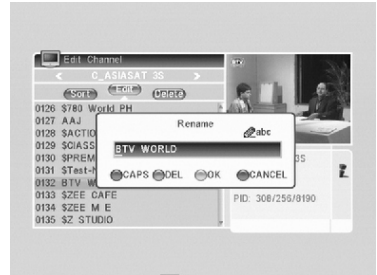 Edit Channel
C_ASIASAT 3S
Sort Edit Delete
0126 $780 World PH
0127 AAJ
0128 $ACTIO
0129 $CIASS
0130 $PREM
0131 $Test-
0132 BTV W
0133 $ZEE CAFE
0134 $ZEE M E
0135 $Z STUDIO
Rename
abc
BTV WORLD
CAPS DEL OK CANCEL
3S
PID: 308/256/8190